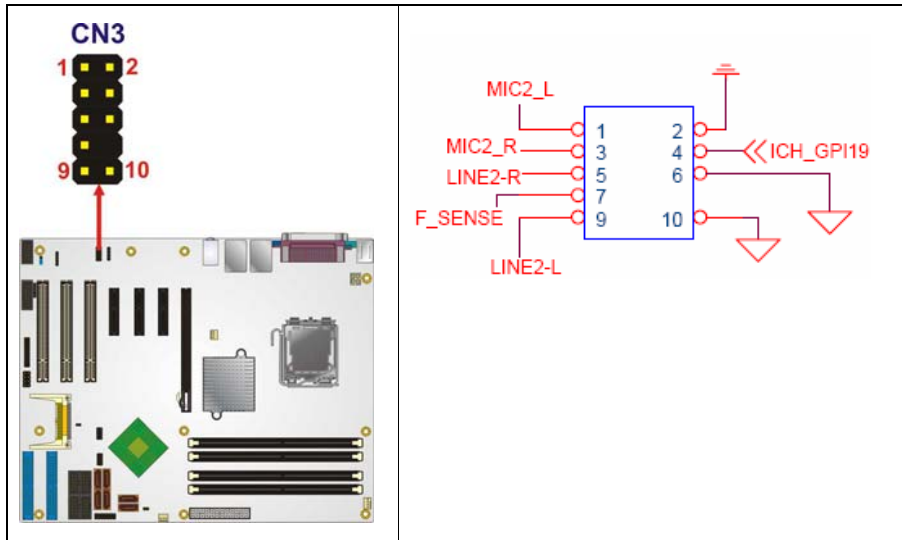 CN3
1 2
9 10
MIC2_L
MIC2_R
LINE2-R
F_SENSE
LINE2-L
1 2
3 4
5 6
7
9 10
ICH_GPI19